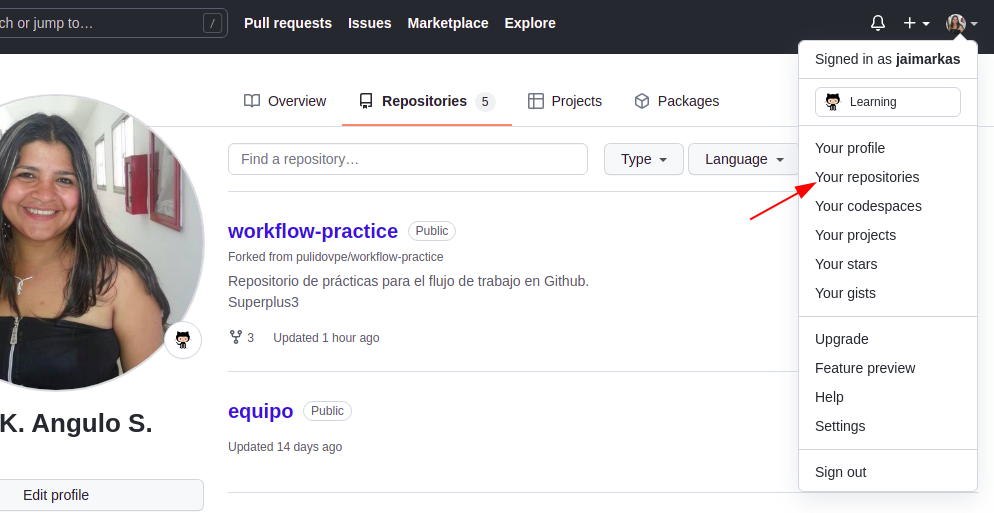 ch or jump to… /
Pull requests Issues Marketplace Explore
Signed in as jaimarkas
Learning
Your profile
Your repositories
Your codespaces
Your projects
Your stars
Your gists
Upgrade
Feature preview
Help
Settings
Sign out
Overview Repositories 5 Projects Packages
Find a repository… Type Language
workflow-practice Public
Forked from pulidovpe/workflow-practice
Repositorio de prácticas para el flujo de trabajo en Github.
Superplus3
3 Updated 1 hour ago
equipo Public
Updated 14 days ago
K. Angulo S.
Edit profile